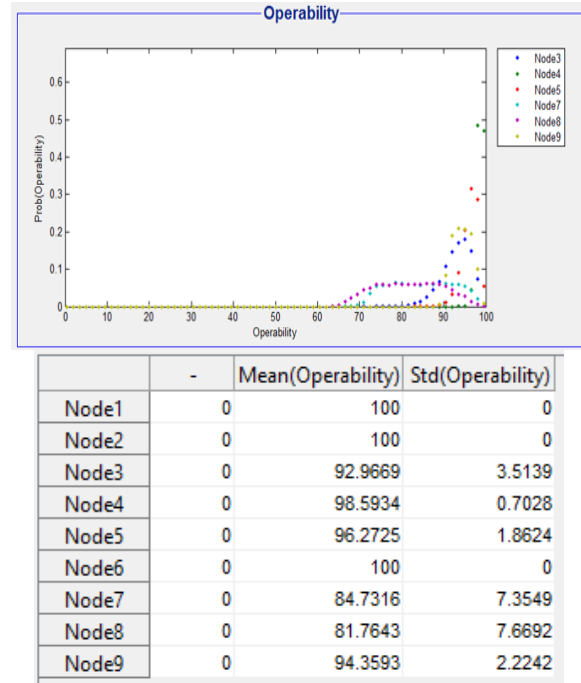 Operability
Prob(Operability)
0.6
0.5
0.4
0.3
0.2
0.1
0
0 10 20 30 40 50 60 70 80 90 100
Operability
Node3
Node4
Node5
Node7
Node8
Node9
- Mean(Operability) Std(Operability)
Node1 0 100 0
Node2 0 100 0
Node3 0 92.9669 3.5139
Node4 0 98.5934 0.7028
Node5 0 96.2725 1.8624
Node6 0 100 0
Node7 0 84.7316 7.3549
Node8 0 81.7643 7.6692
Node9 0 94.3593 2.2242